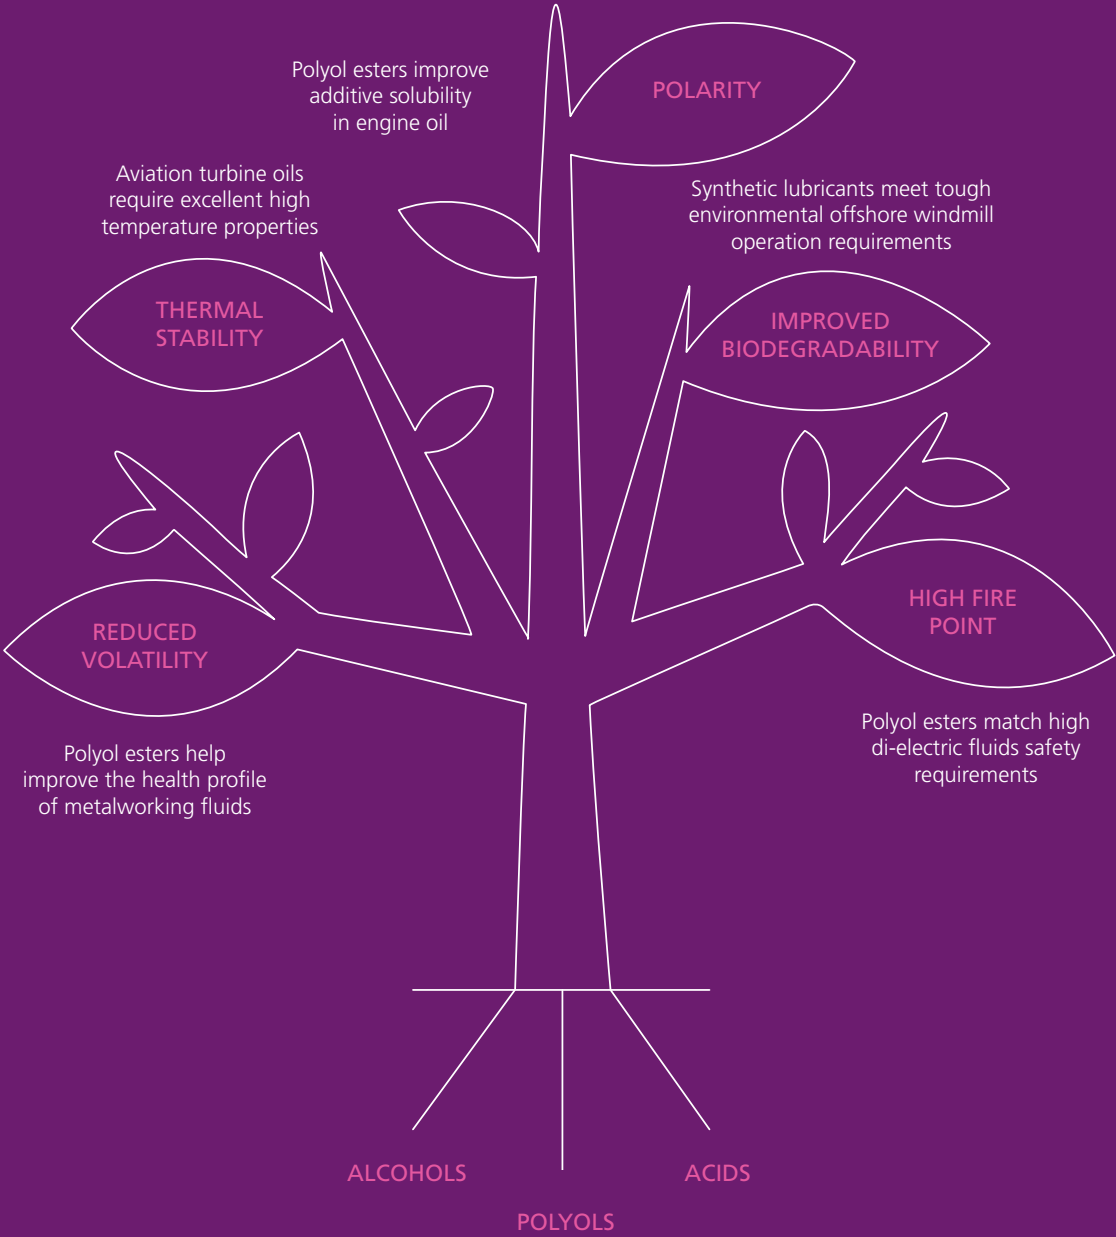 Polyol esters improve
additive solubility
in engine oil
POLARITY
Aviation turbine oils
require excellent high
temperature properties
Synthetic lubricants meet tough
environmental offshore windmill
operation requirements
THERMAL
STABILITY
IMPROVED
BIODEGRADABILITY
REDUCED
VOLATILITY
HIGH FIRE
POINT
Polyol esters help
improve the health profile
of metalworking fluids
Polyol esters match high
di-electric fluids safety
requirements
ALCOHOLS
ACIDS
POLYOLS